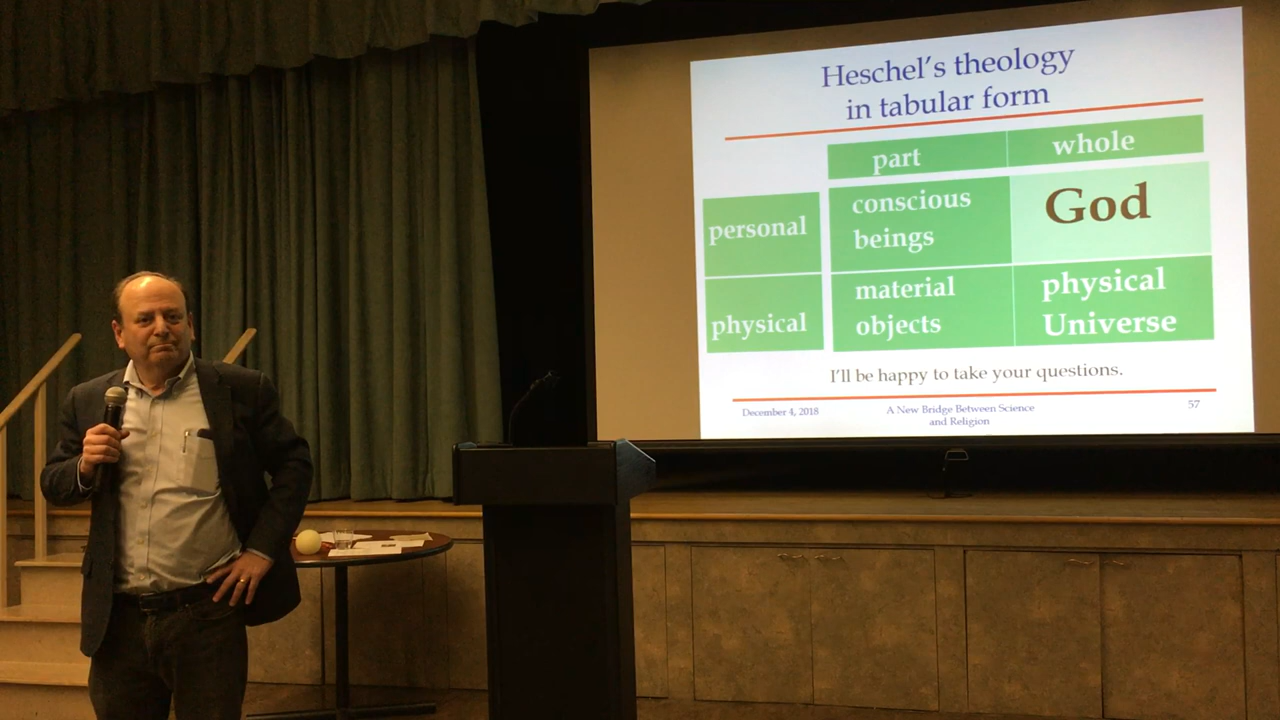 Heschel's theology
in tabular form
part whole
personal conscious beings God
physical material objects physical Universe
I'll be happy to take your questions.
December 4, 2018 A New Bridge Between Science and Religion 57